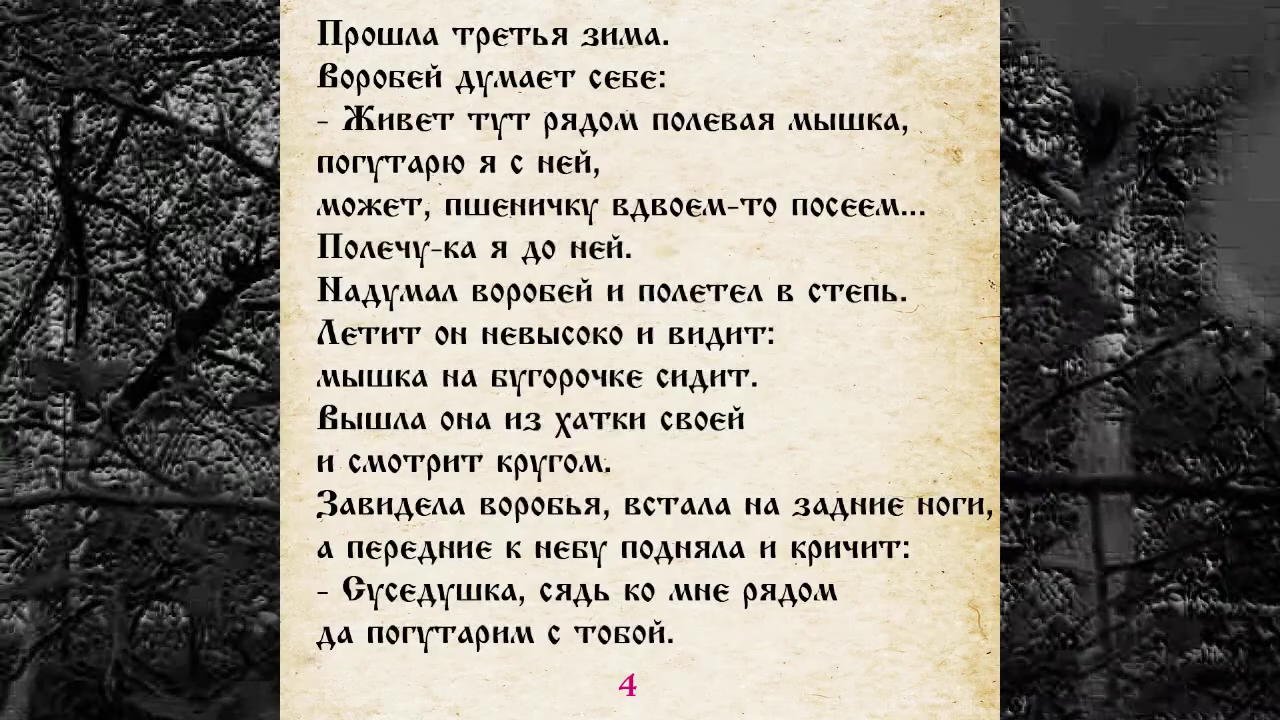 Прошла третья зима.
Воробей думает себе:
- Живет тут рядом полевая мышка,
погутарю я с ней,
может, пшеничку вдвоем-то посеем...
Полечу-ка я до ней.
Надумал воробей и полетел в степь.
Летит он невысоко и видит:
мышка на бугорочке сидит.
Вышла она из хатки своей
и смотрит кругом.
Завидела воробья, встала на задние ноги,
а передние к небу подняла и кричит:
- Суседушка, сядь ко мне рядом
да погутарим с тобой.
4